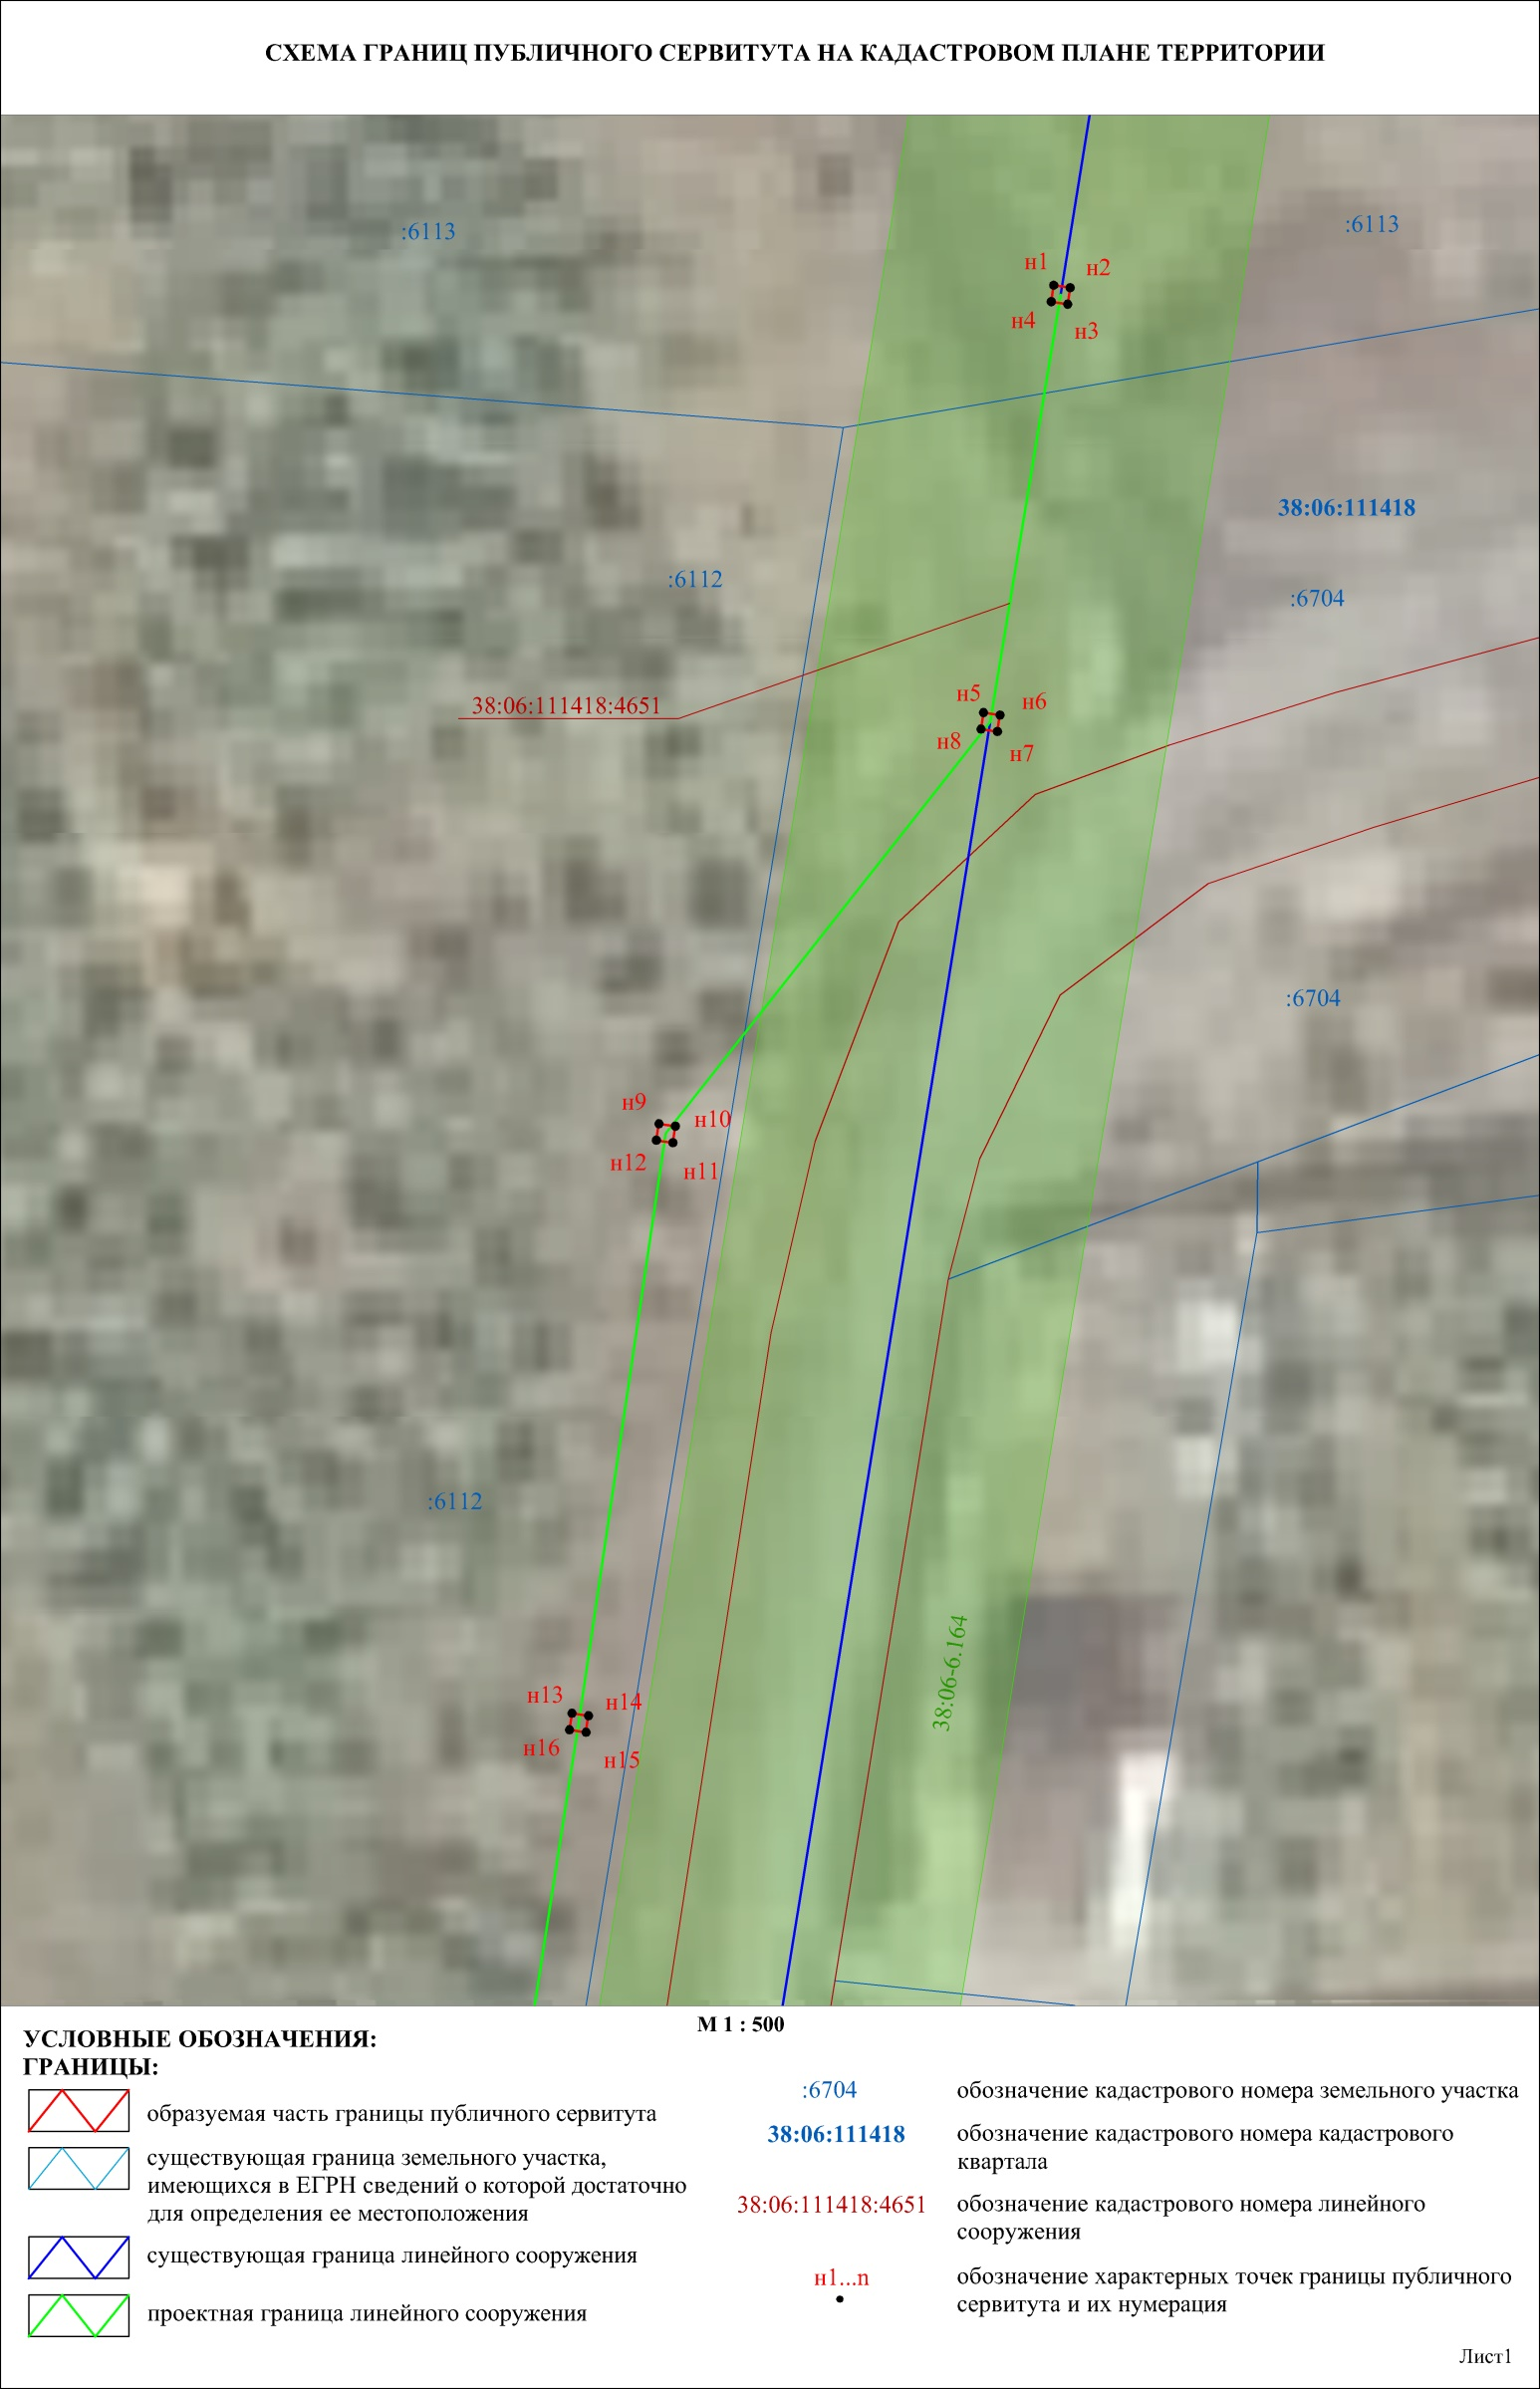 СХЕМА ГРАНИЦ ПУБЛИЧНОГО СЕРВИТУТА НА КАДАСТРОВОМ ПЛАНЕ ТЕРРИТОРИИ
:6113
:6113
н1
н2
н4
н3
38:06:111418
:6112
:6704
38:06:111418:4651
н5
н6
н8
н7
:6704
н9
н10
н12
н11
:6112
38:06-6.164
н13
н14
н16
н15
М 1 : 500
УСЛОВНЫЕ ОБОЗНАЧЕНИЯ:
ГРАНИЦЫ:
образуемая часть границы публичного сервитута
существующая граница земельного участка,
имеющихся в ЕГРН сведений о которой достаточно
для определения ее местоположения
существующая граница линейного сооружения
проектная граница линейного сооружения
:6704
обозначение кадастрового номера земельного участка
38:06:111418
обозначение кадастрового номера кадастрового
квартала
38:06:111418:4651
обозначение кадастрового номера линейного
сооружения
н1...n
обозначение характерных точек границы публичного
сервитута и их нумерация
Лист1